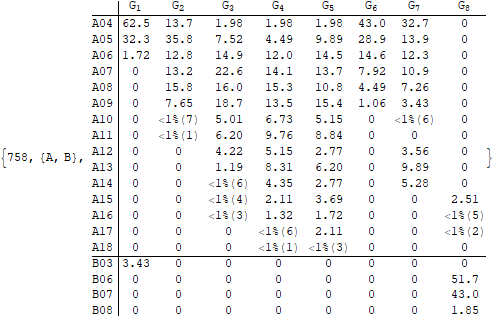 G₁ G₂ G₃ G₄ G₅ G₆ G₇ G₈
A04 62.5 13.7 1.98 1.98 1.98 43.0 32.7 0
A05 32.3 35.8 7.52 4.49 9.89 28.9 13.9 0
A06 1.72 12.8 14.9 12.0 14.5 14.6 12.3 0
A07 0 13.2 22.6 14.1 13.7 7.92 10.9 0
A08 0 15.8 16.0 15.3 10.8 4.49 7.26 0
A09 0 7.65 18.7 13.5 15.4 1.06 3.43 0
A10 0 <1%(7) 5.01 6.73 5.15 0 <1%(6) 0
A11 0 <1%(1) 6.20 9.76 8.84 0 0 0
A12 0 0 4.22 5.15 2.77 0 3.56 0
{758, {A, B}, A13 0 0 1.19 8.31 6.20 0 9.89 0 }
A14 0 0 <1%(6) 4.35 2.77 0 5.28 0
A15 0 0 <1%(4) 2.11 3.69 0 0 2.51
A16 0 0 <1%(3) 1.32 1.72 0 0 <1%(5)
A17 0 0 0 <1%(6) 2.11 0 0 <1%(2)
A18 0 0 0 <1%(1) <1%(3) 0 0 0
B03 3.43 0 0 0 0 0 0 0
B06 0 0 0 0 0 0 0 51.7
B07 0 0 0 0 0 0 0 43.0
B08 0 0 0 0 0 0 0 1.85